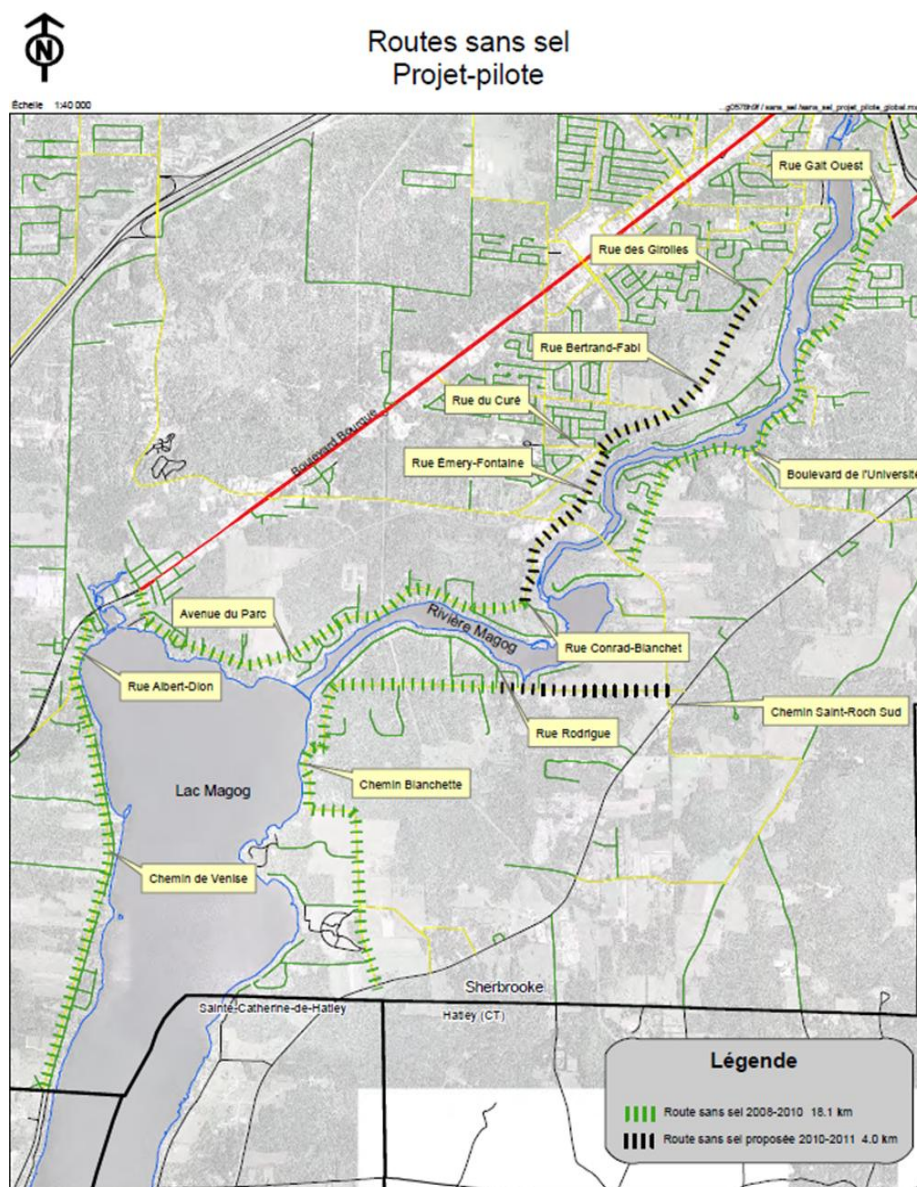 N
Routes sans sel
Projet-pilote
Échelle 1:40 000
Rue Galt Ouest
Rue des Girolles
Rue Bertrand-Fabi
Rue du Curé
Boulevard Bourque
Rue Émery-Fontaine
Boulevard de l'Université
Avenue du Parc
Rivière Magog
Rue Conrad-Blanchet
Rue Albert-Dion
Chemin Saint-Roch Sud
Rue Rodrigue
Lac Magog
Chemin Blanchette
Chemin de Venise
Sherbrooke
Sainte-Catherine-de-Hatley
Hatley (CT)
Légende
Route sans sel 2008-2010 18.1 km
Route sans sel proposée 2010-2011 4.0 km